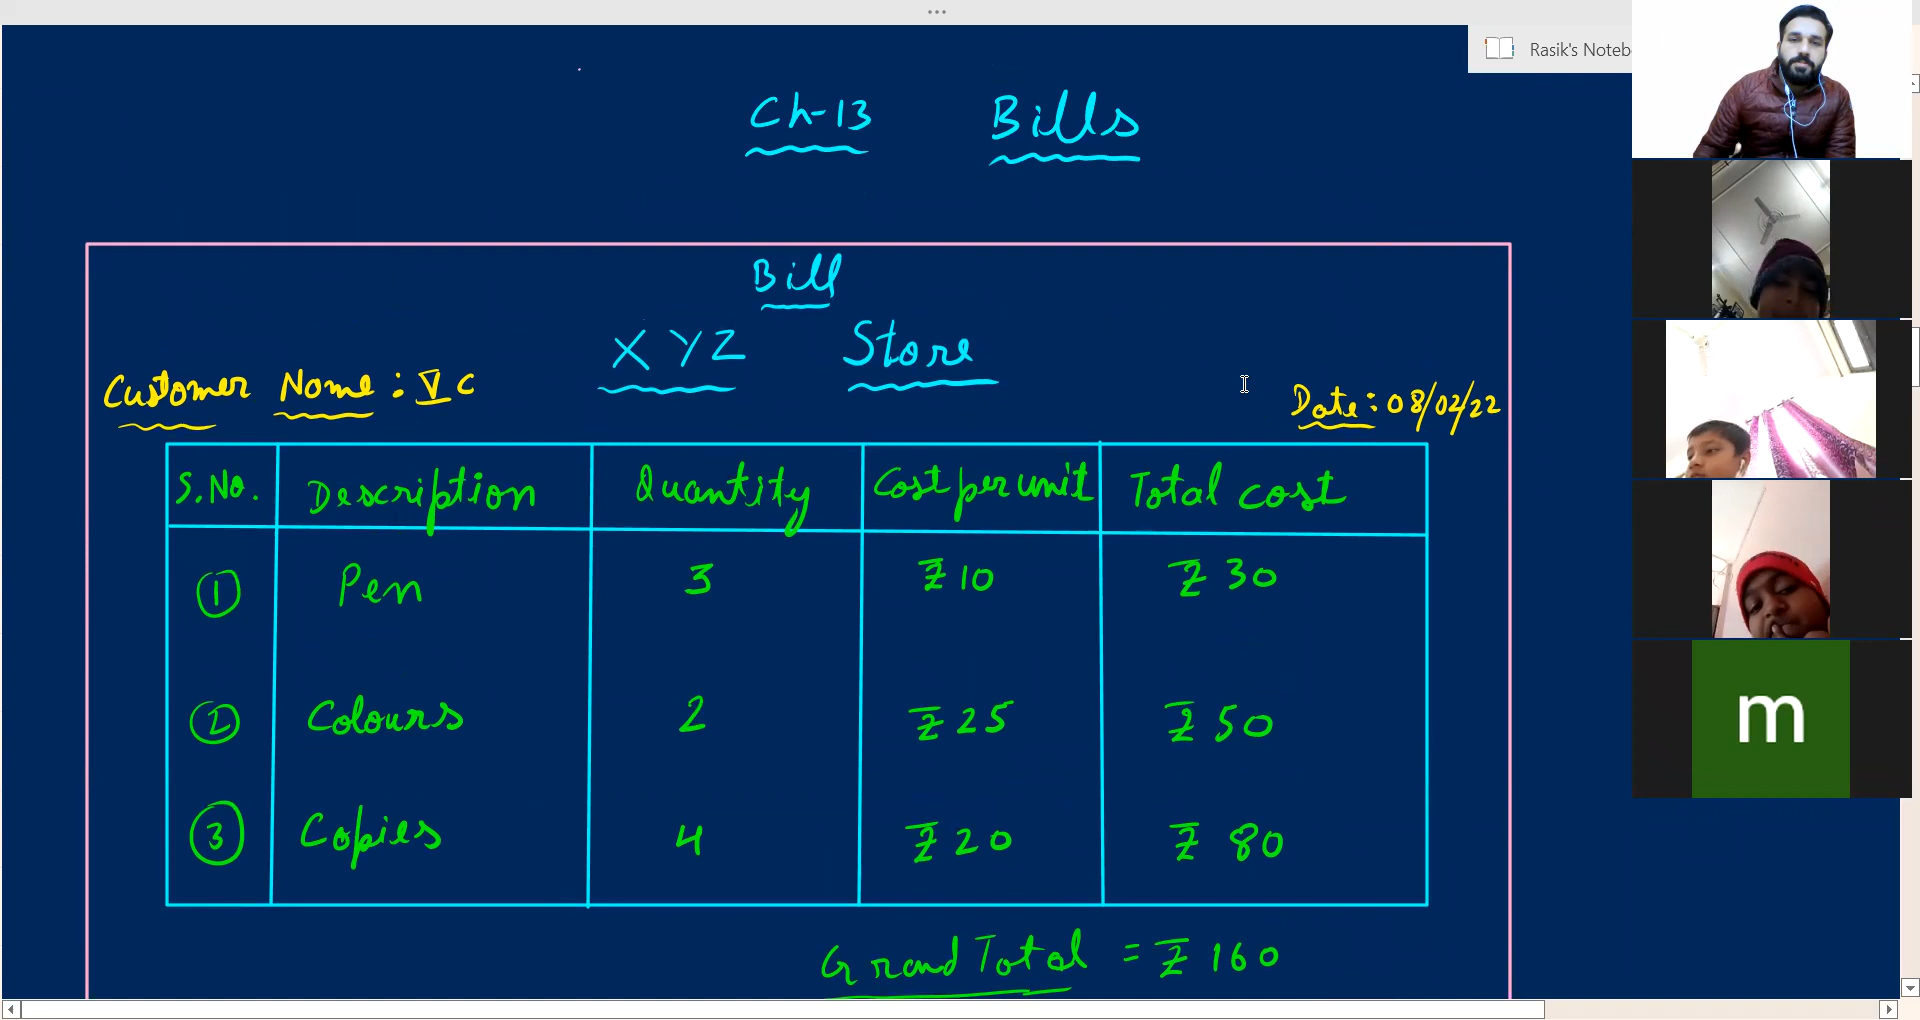 Rasik's Noteb
Ch-13 Bills
Bill
XYZ Store
Customer Name : V C
Date : 08/02/22
S.No. Description Quantity Cost per unit Total cost
1 Pen 3 ₹ 10 ₹ 30
2 Colours 2 ₹ 25 ₹ 50
3 Copies 4 ₹ 20 ₹ 80
Grand Total = ₹ 160
m